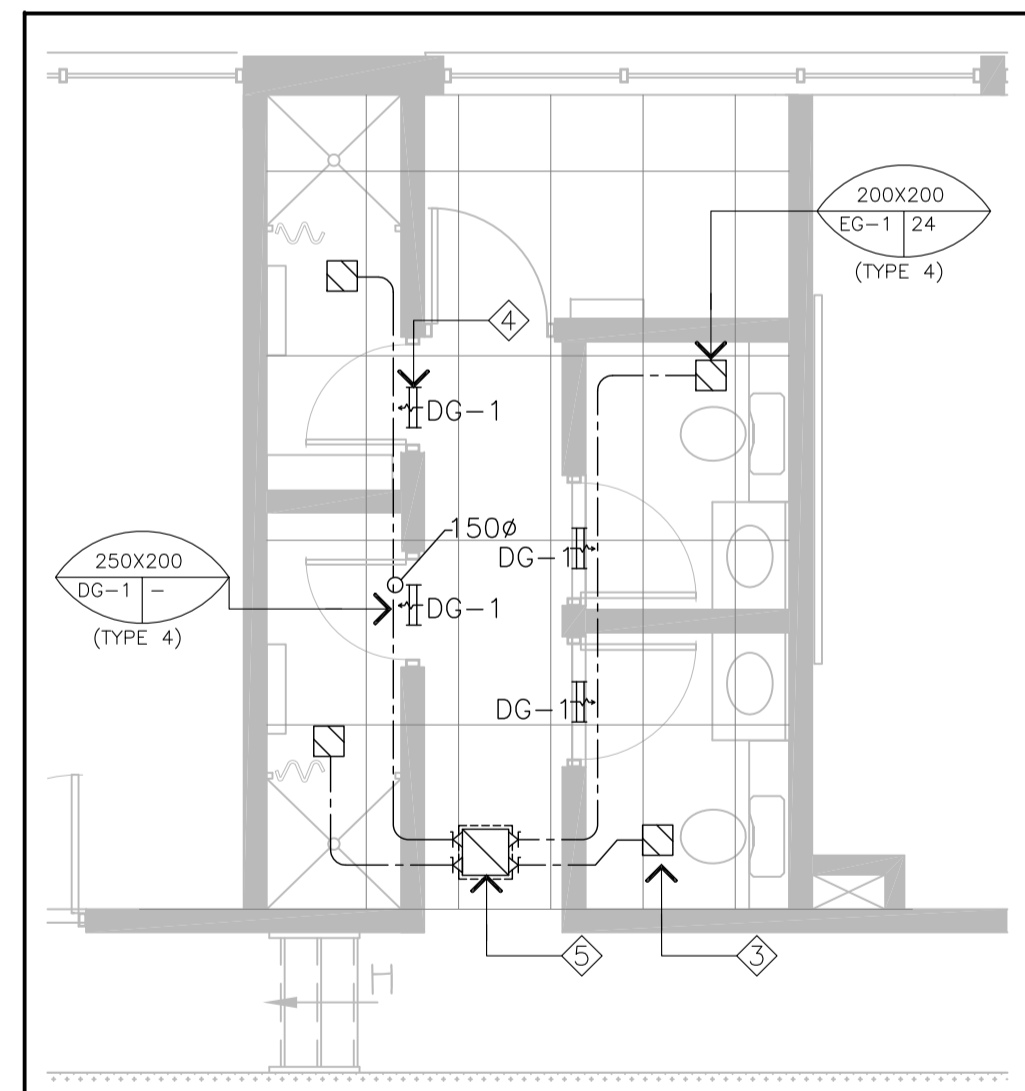 200X200
EG-1 24
(TYPE 4)
4
DG-1
150ø
DG-1
250X200
DG-1 -
(TYPE 4)
DG-1
DG-1
5
3
H